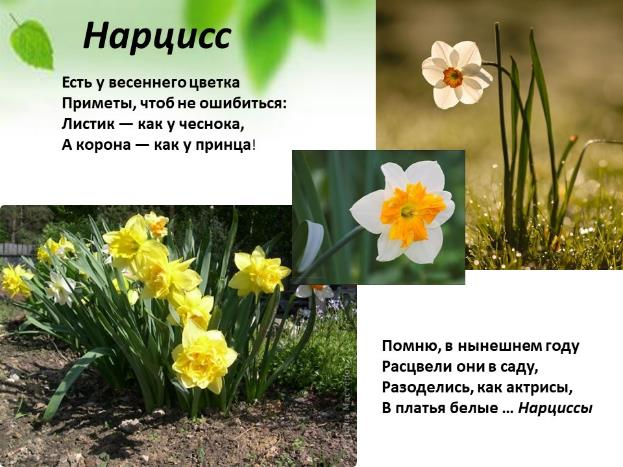 Нарцисс
Есть у весеннего цветка
Приметы, чтоб не ошибиться:
Листик — как у чеснока,
А корона — как у принца!
Помню, в нынешнем году
Расцвели они в саду,
Разоделись, как актрисы,
В платья белые … Нарциссы